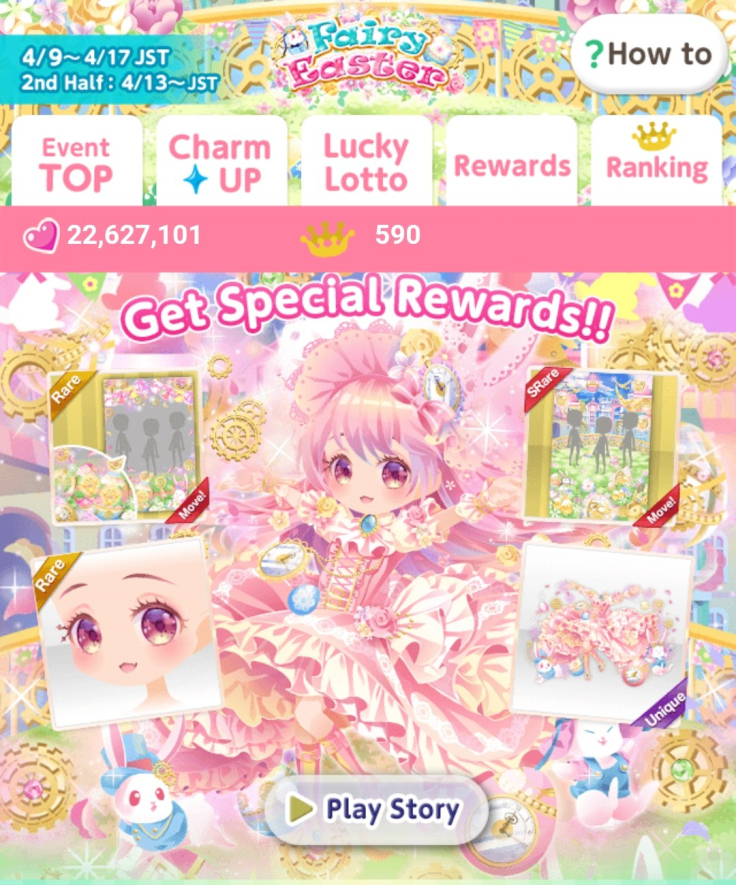 4/9～4/17 JST
2nd Half : 4/13～JST
Fairy
Easter
?How to
Event
TOP
Charm
UP
Lucky
Lotto
Rewards
Ranking
22,627,101
590
Get Special Rewards!!
Rare
Move!
SRare
Move!
Rare
Unique
Play Story